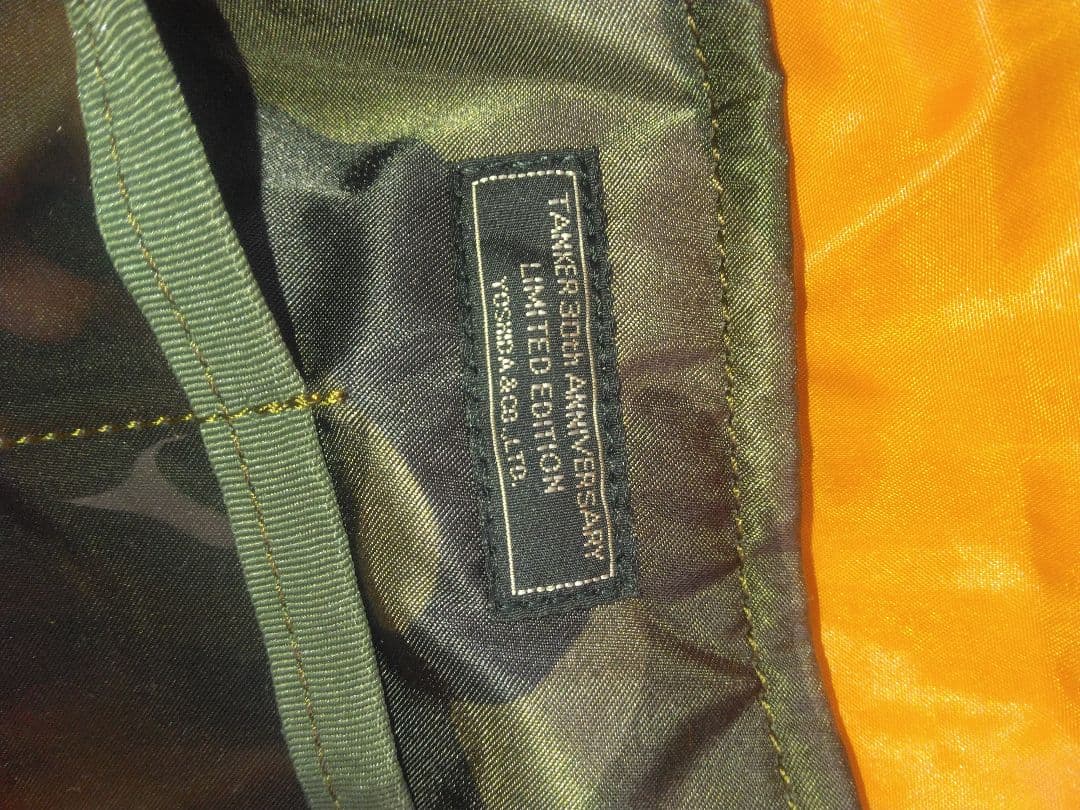 TANKER 30th ANNIVERSARY
LIMITED EDITION
YOSHIDA & CO., LTD.